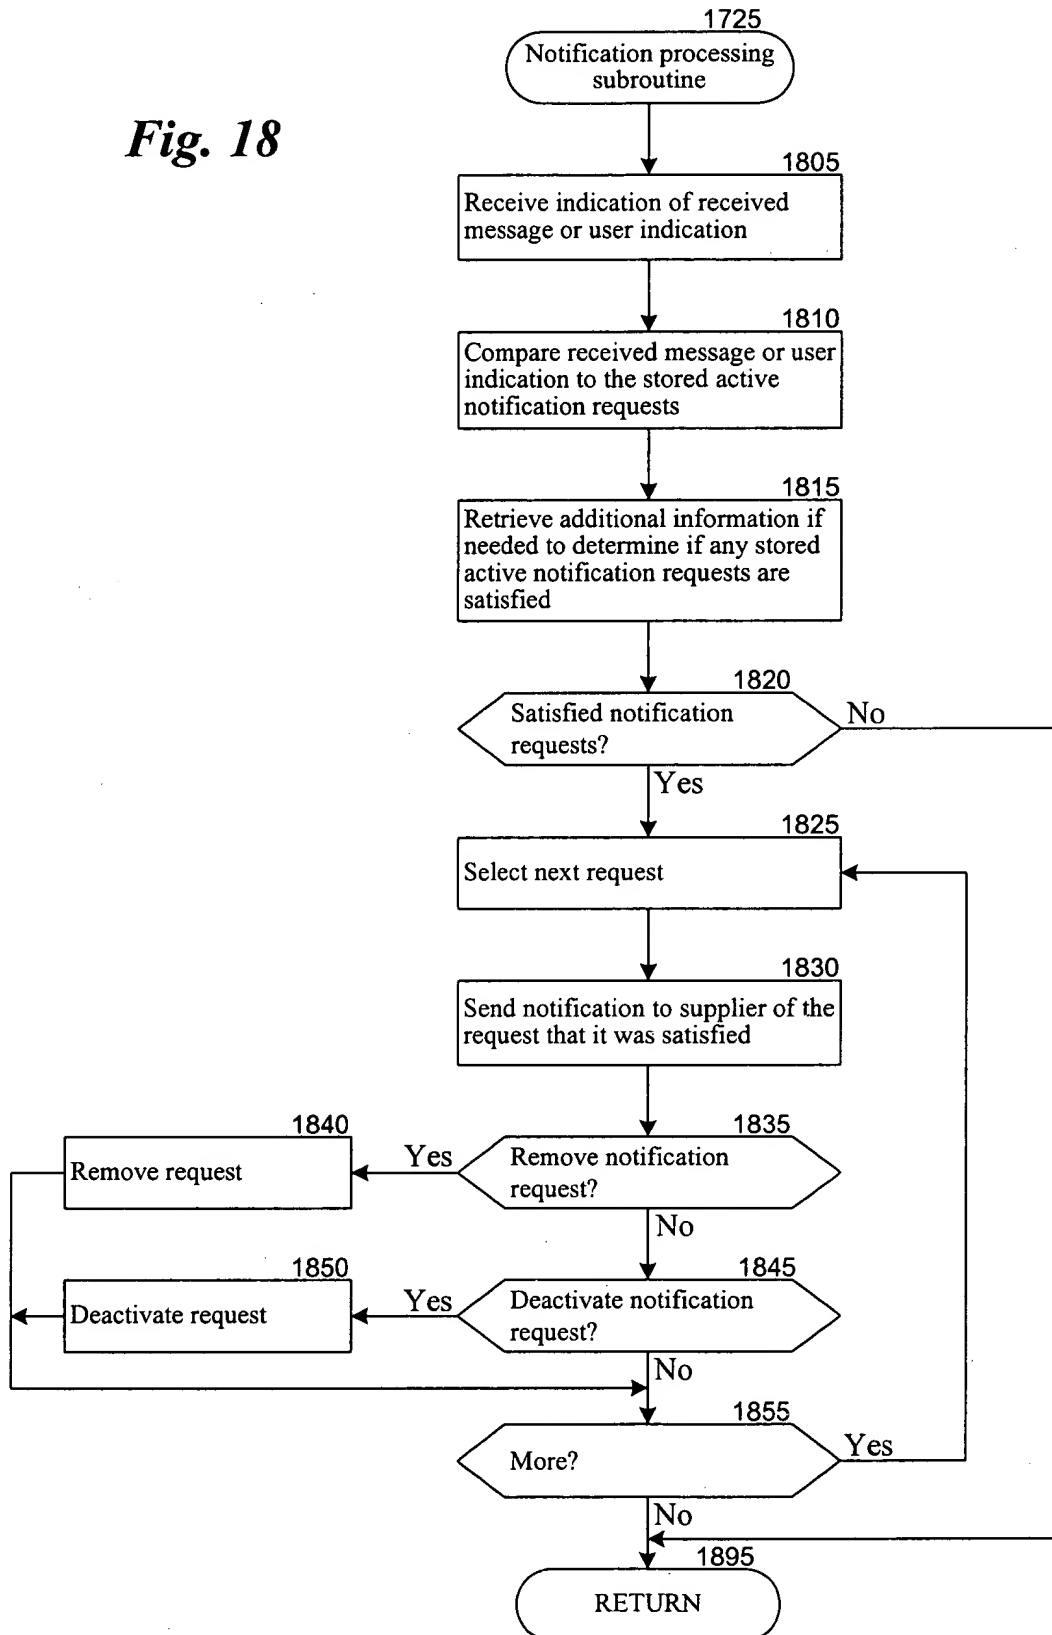 1725
Notification processing
subroutine
Fig. 18
1805
Receive indication of received
message or user indication
1810
Compare received message or user
indication to the stored active
notification requests
1815
Retrieve additional information if
needed to determine if any stored
active notification requests are
satisfied
1820
Satisfied notification
requests?
No
Yes
1825
Select next request
1830
Send notification to supplier of the
request that it was satisfied
1840
Remove request
Yes
1835
Remove notification
request?
No
1850
Deactivate request
Yes
1845
Deactivate notification
request?
No
1855
More?
Yes
No
1895
RETURN